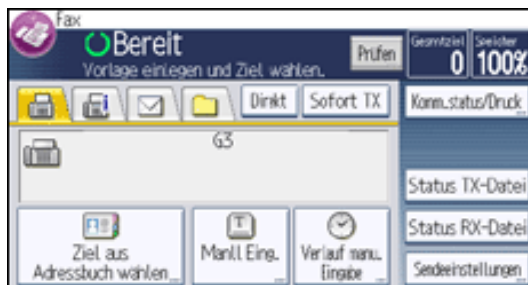 Fax
Bereit
Vorlage einlegen und Ziel wählen.
Prüfen
Gesamtziel
0
Speicher
100%
Direkt
Sofort TX
Komm.status/Druck
G3
Status TX-Datei
Status RX-Datei
Ziel aus
Adressbuch wählen
Manll Eing.
Verlauf manu.
Eingabe
Sendeeinstellungen